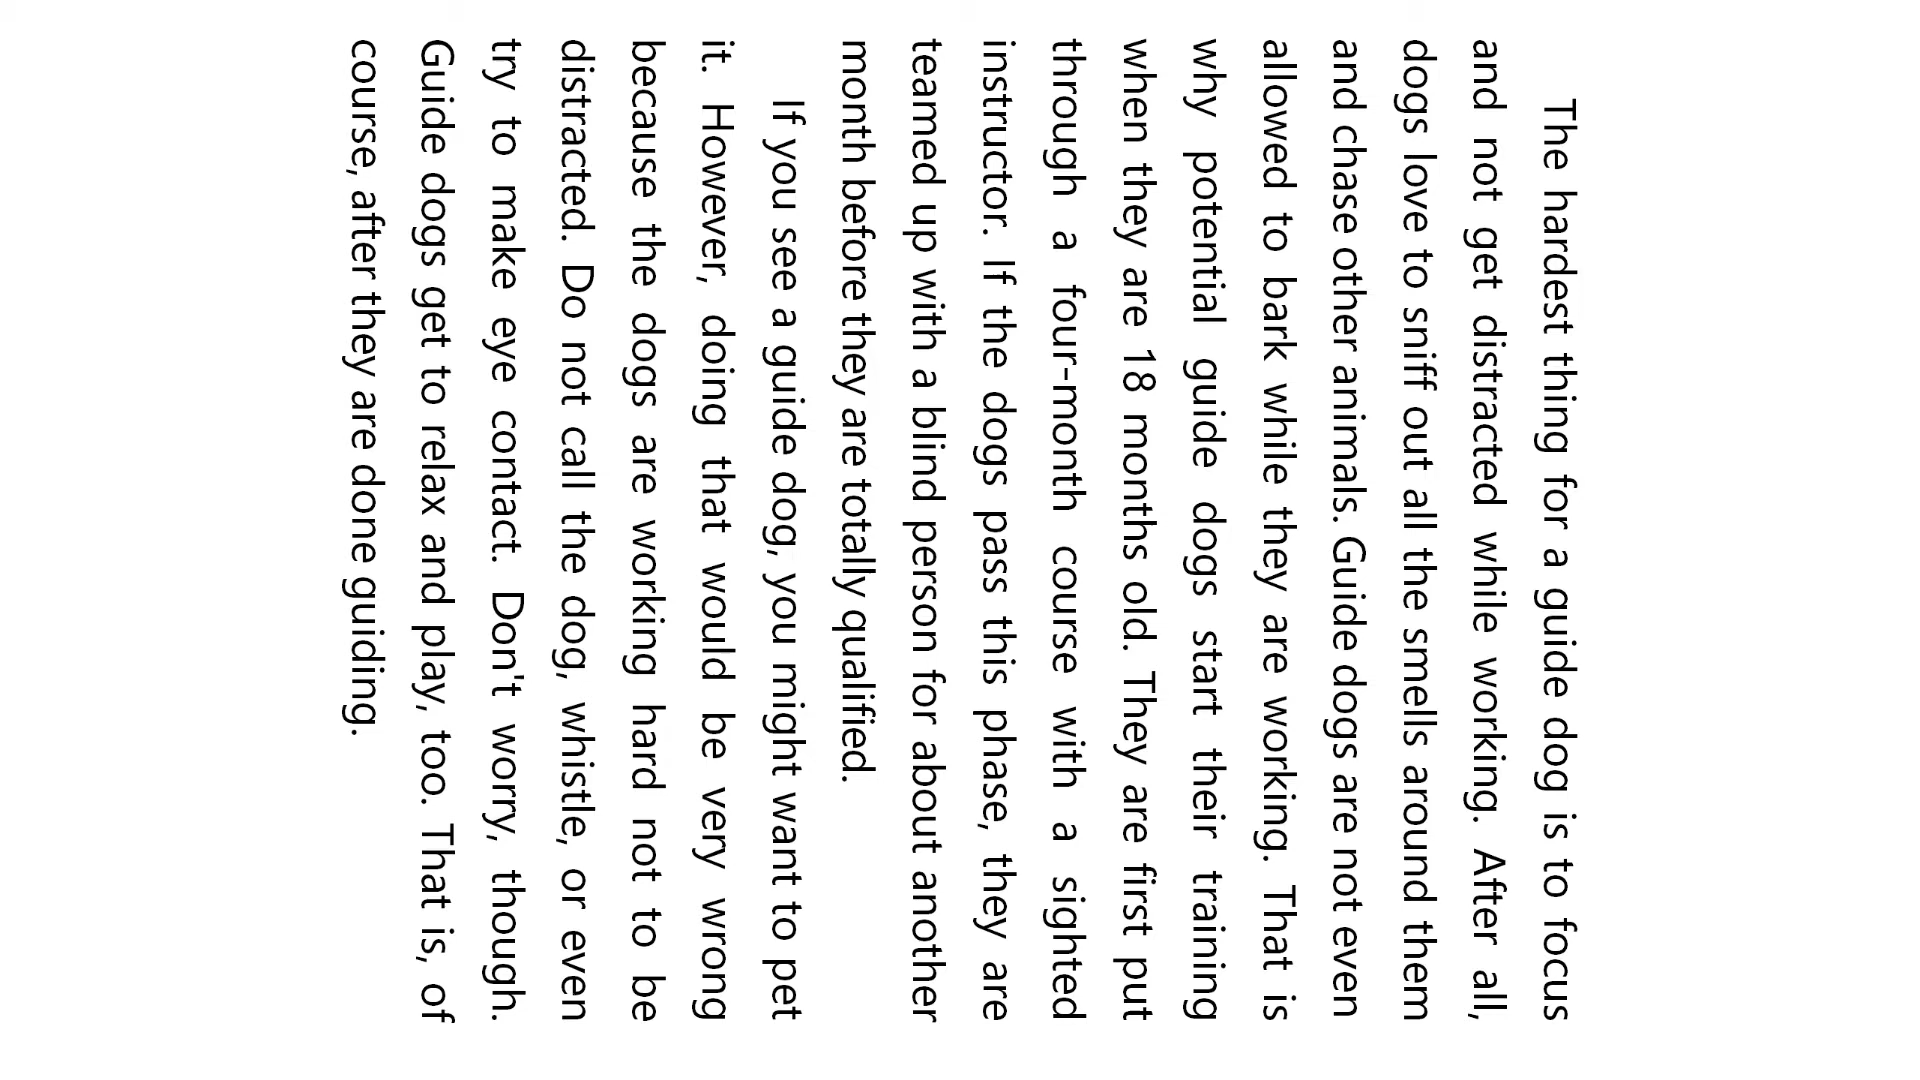 The hardest thing for a guide dog is to focus
and not get distracted while working. After all,
dogs love to sniff out all the smells around them
and chase other animals. Guide dogs are not even
allowed to bark while they are working. That is
why potential guide dogs start their training
when they are 18 months old. They are first put
through a four-month course with a sighted
instructor. If the dogs pass this phase, they are
teamed up with a blind person for about another
month before they are totally qualified.
If you see a guide dog, you might want to pet
it. However, doing that would be very wrong
because the dogs are working hard not to be
distracted. Do not call the dog, whistle, or even
try to make eye contact. Don't worry, though.
Guide dogs get to relax and play, too. That is, of
course, after they are done guiding.